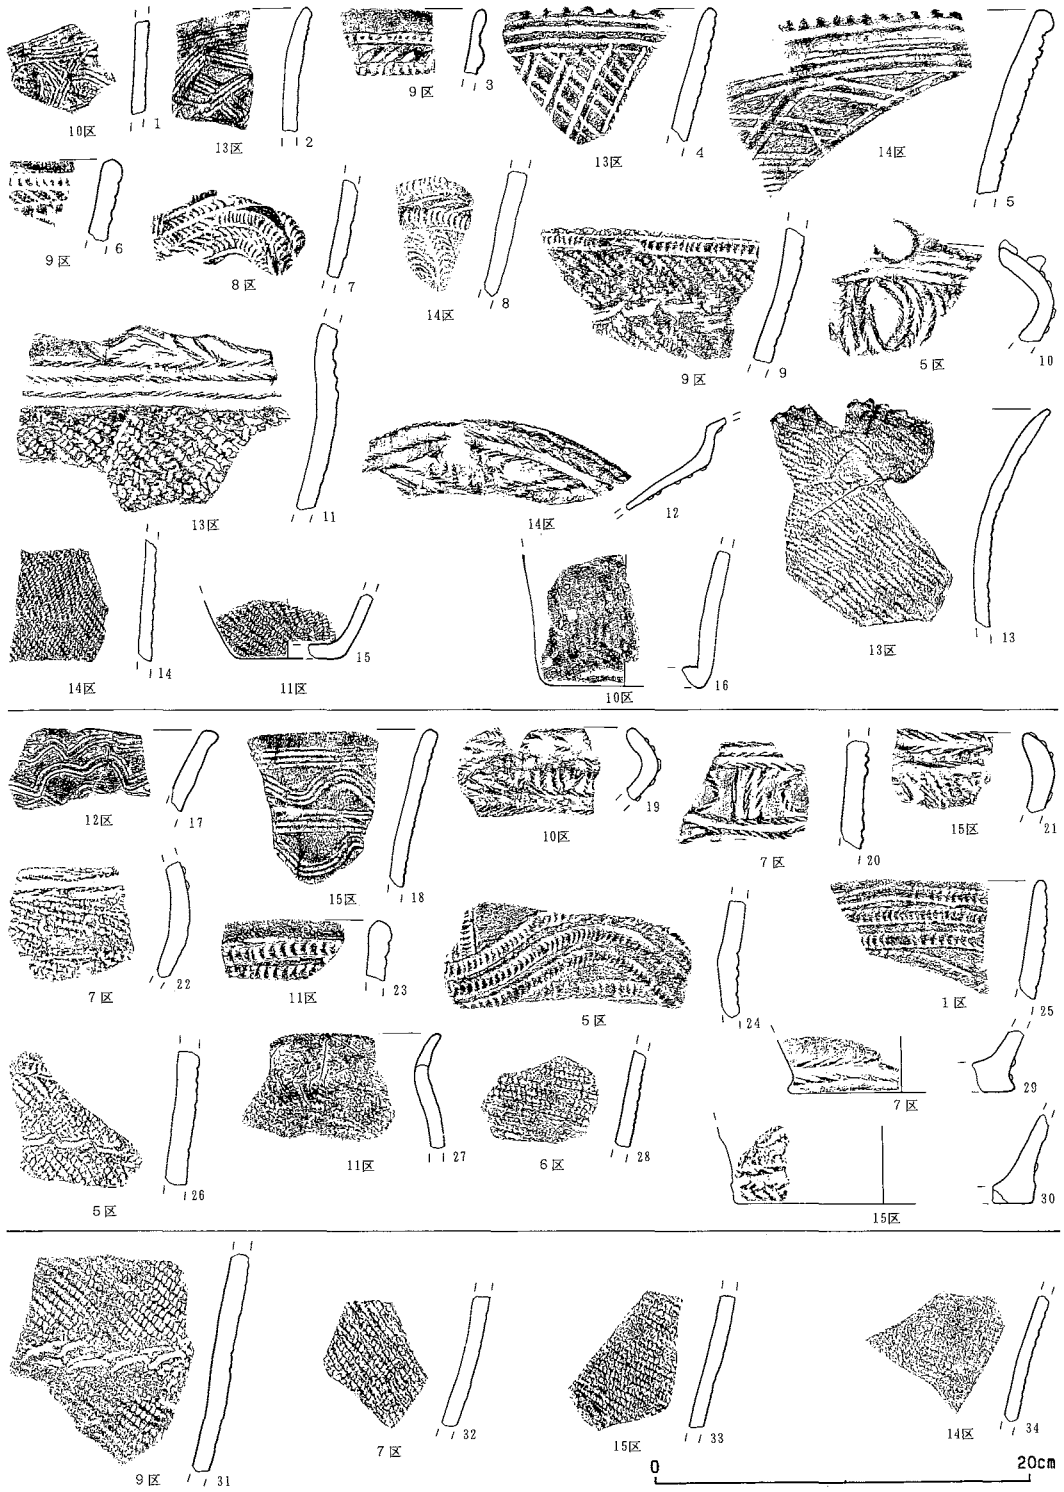 10区 1
13区 2
9区 3
13区 4
14区 5
9区 6
8区 7
14区 8
9区 9
5区 10
13区 11
14区 12
13区 13
14区 14
11区 15
10区 16
12区 17
15区 18
10区 19
7区 20
15区 21
7区 22
11区 23
5区 24
1区 25
5区 26
11区 27
6区 28
7区 29
15区 30
9区 31
7区 32
15区 33
14区 34
0 20cm